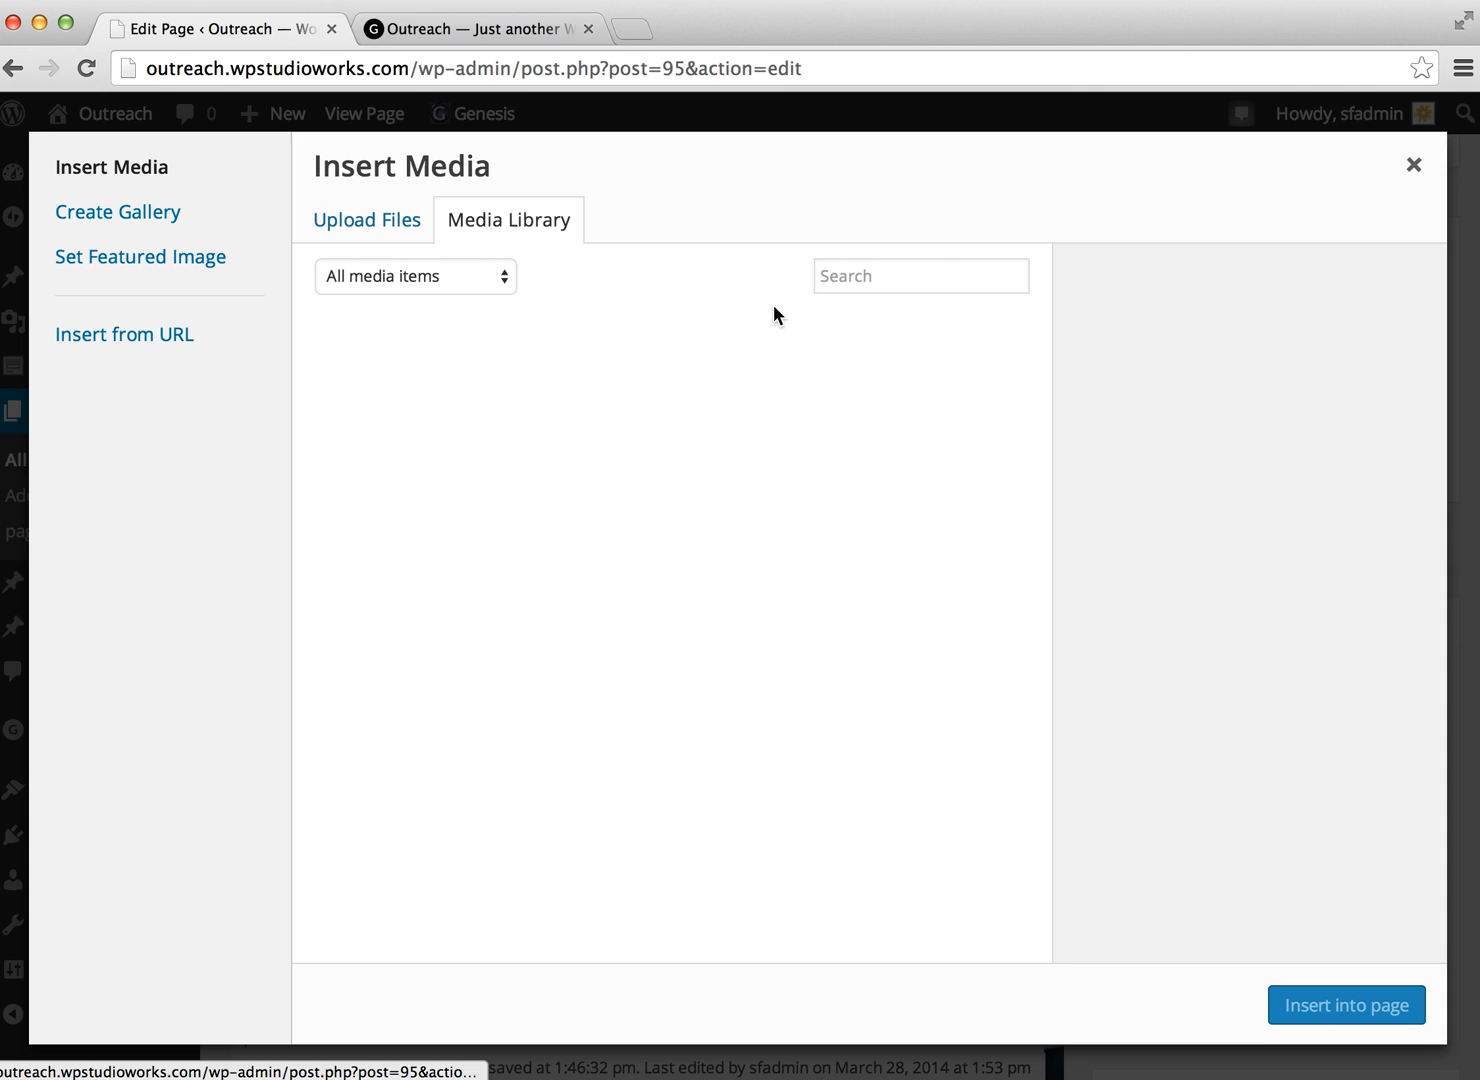 Edit Page ‹ Outreach — Wo
Outreach — Just another W
outreach.wpstudioworks.com/wp-admin/post.php?post=95&action=edit
Outreach 0 New View Page Genesis Howdy, sfadmin
Insert Media
Create Gallery
Set Featured Image
Insert from URL
Insert Media
Upload Files Media Library
All media items Search
All
Add
pag
Insert into page
saved at 1:46:32 pm. Last edited by sfadmin on March 28, 2014 at 1:53 pm
outreach.wpstudioworks.com/wp-admin/post.php?post=95&actio...